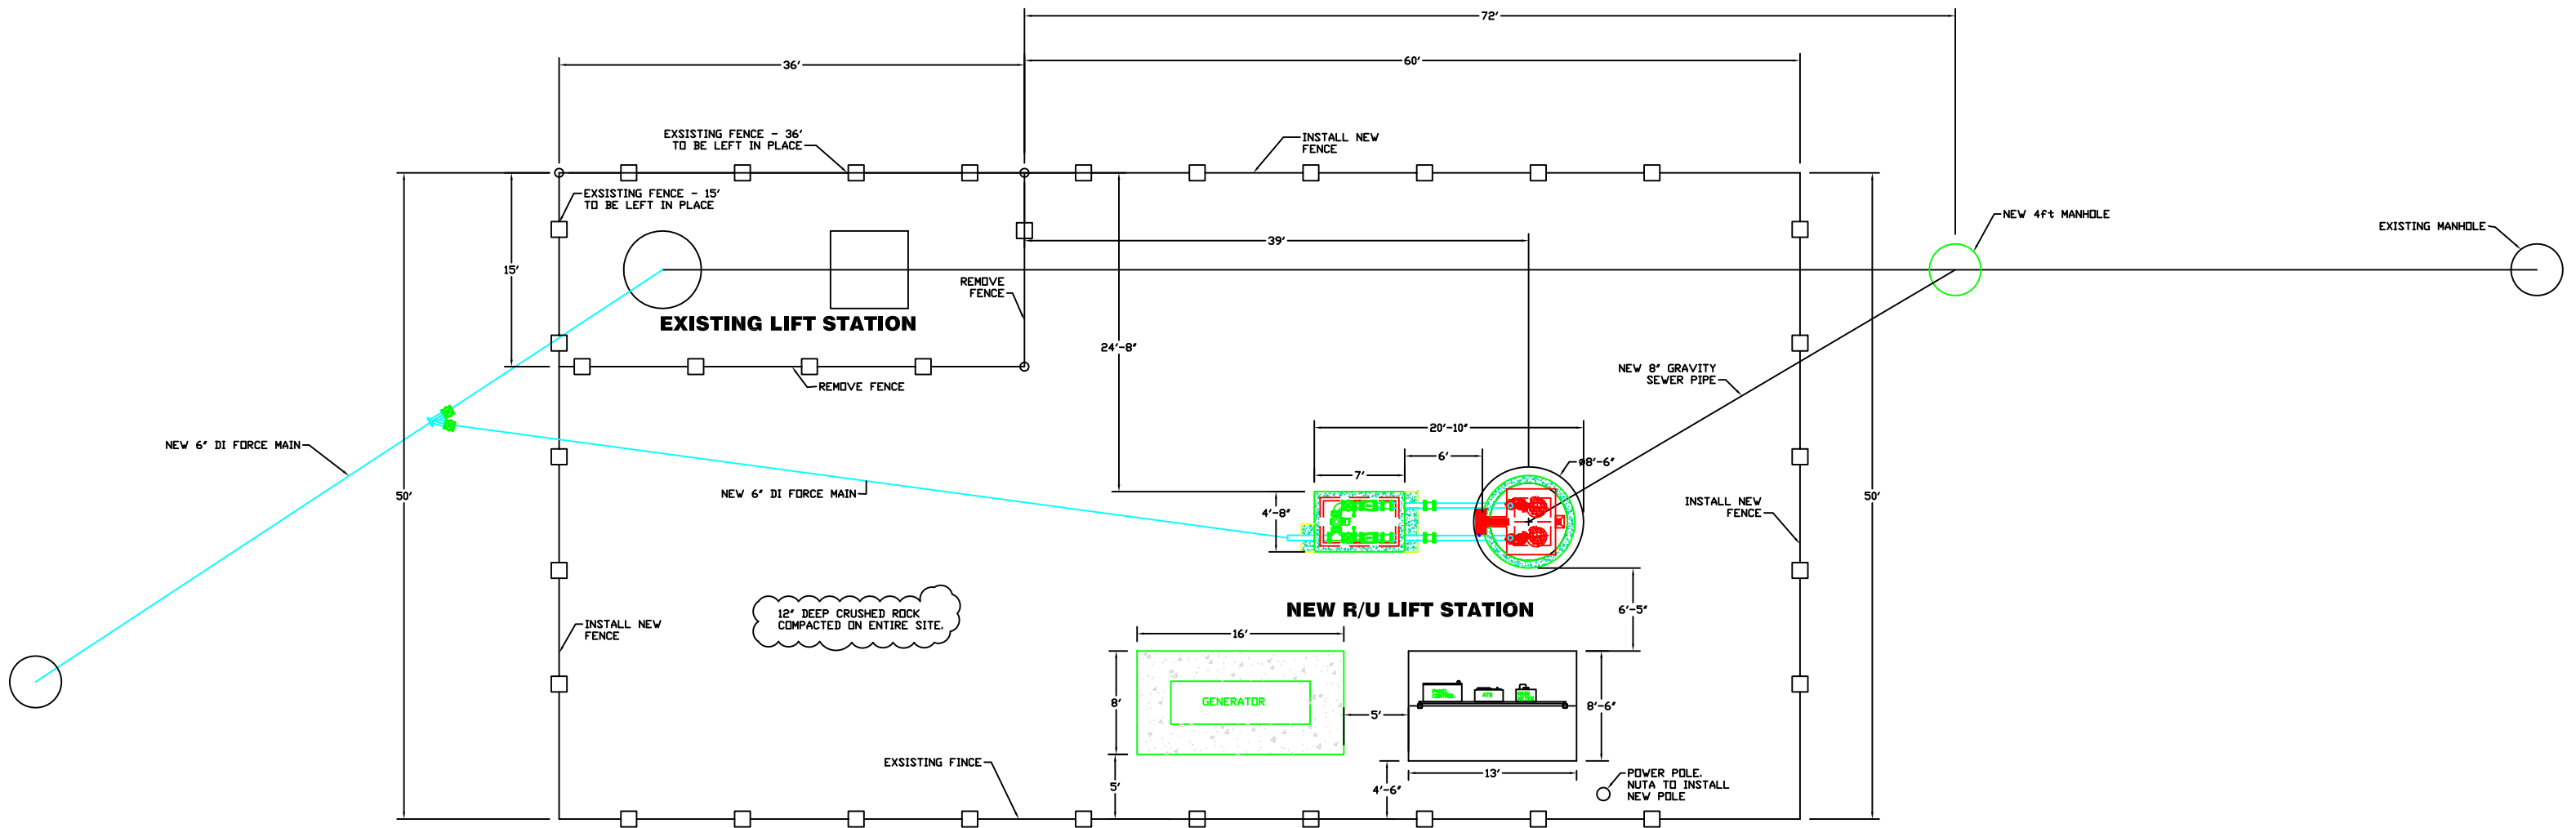 72'
36'
60'
EXSISTING FENCE - 36'
TO BE LEFT IN PLACE
INSTALL NEW
FENCE
EXSISTING FENCE - 15'
TO BE LEFT IN PLACE
NEW 4ft MANHOLE
EXISTING MANHOLE
39'
15'
REMOVE
FENCE
EXISTING LIFT STATION
24'-8"
REMOVE FENCE
NEW 8" GRAVITY
SEWER PIPE
NEW 6" DI FORCE MAIN
20'-10"
6'
ø8'-6"
7'
50'
NEW 6" DI FORCE MAIN
4'-8"
INSTALL NEW
FENCE
50'
12" DEEP CRUSHED ROCK
COMPACTED ON ENTIRE SITE.
NEW R/U LIFT STATION
6'-5"
INSTALL NEW
FENCE
16'
8'
GENERATOR
PANEL
CONTROL
ATS
5'
8'-6"
EXSISTING FINCE
5'
4'-6"
13'
POWER POLE.
NUTA TO INSTALL
NEW POLE